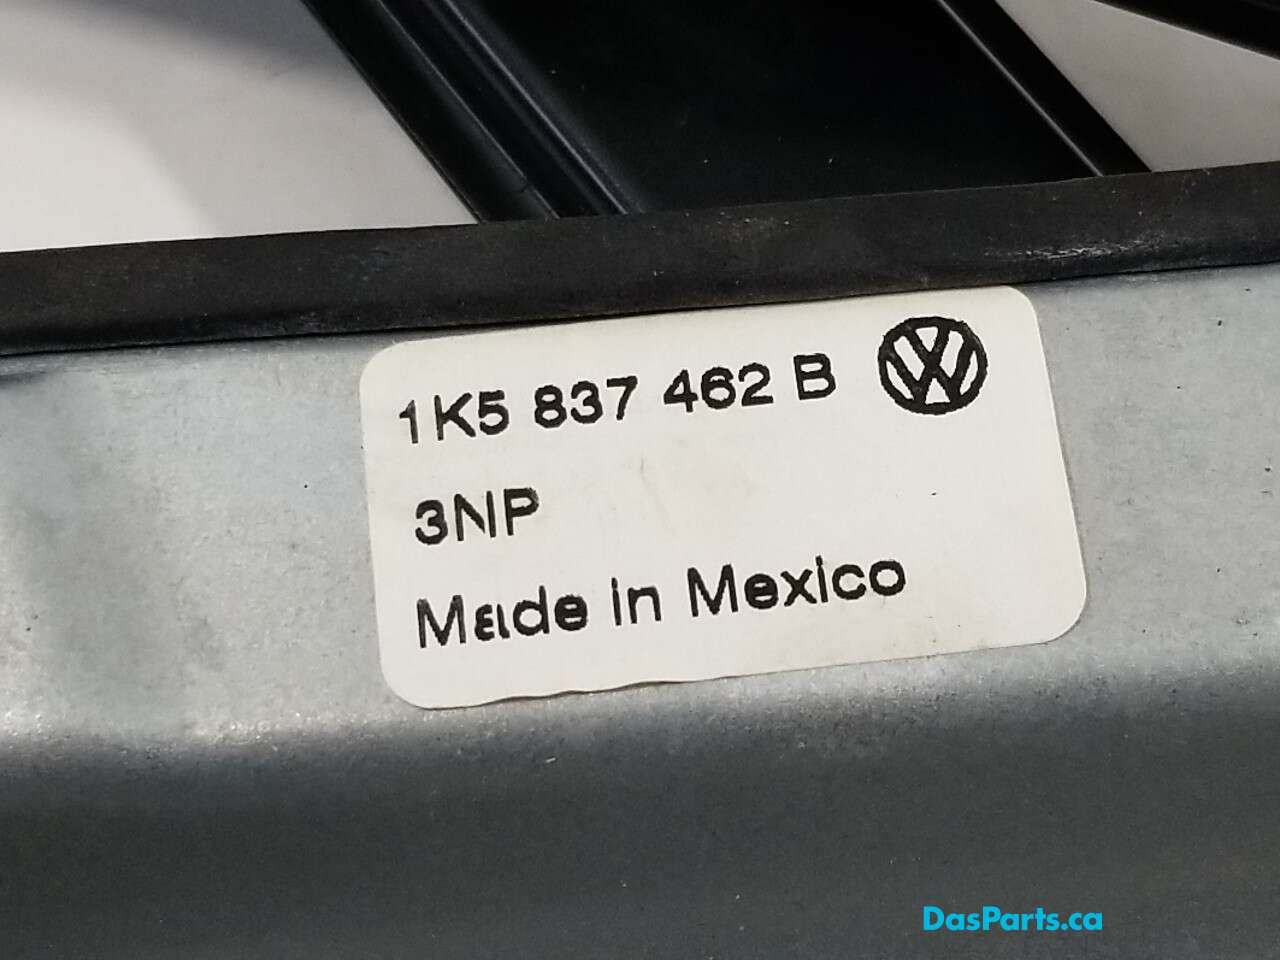 1K5 837 462 B
3NP
Made in Mexico
DasParts.ca